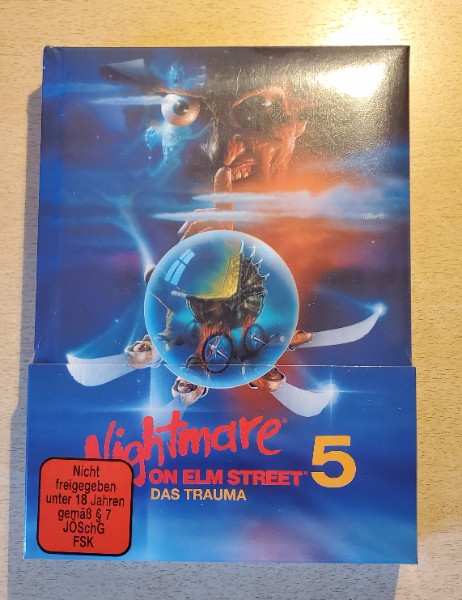 Nightmare
ON ELM STREET 5
DAS TRAUMA
Nicht
freigegeben
unter 18 Jahren
gemäß § 7
JÖSchG
FSK